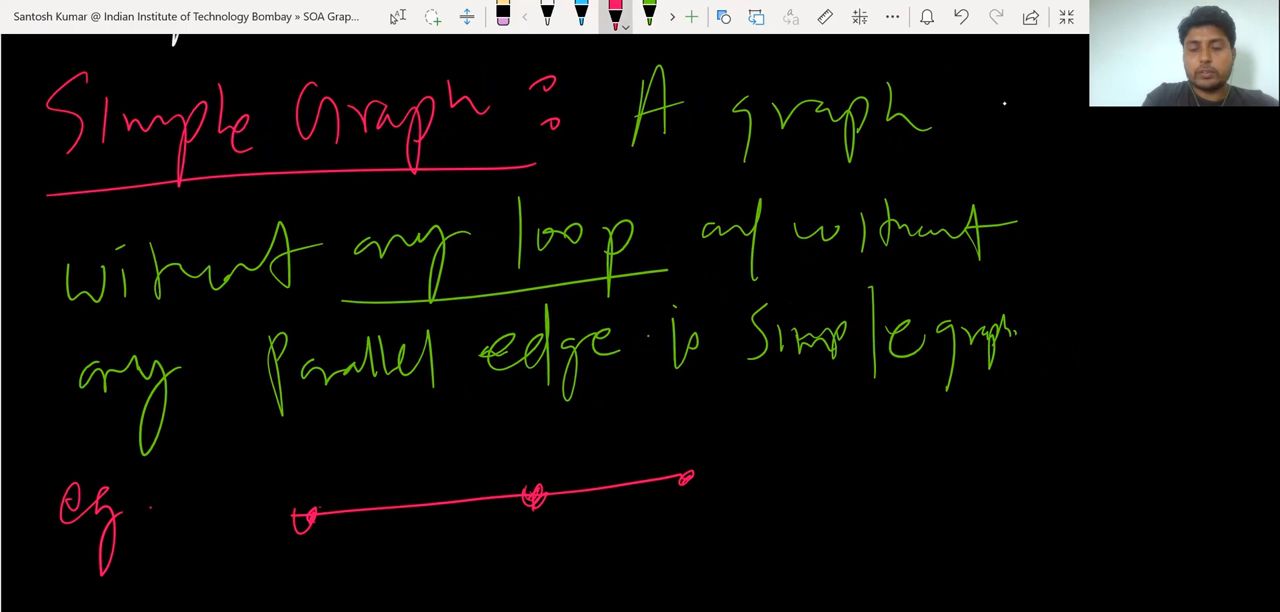 Santosh Kumar @ Indian Institute of Technology Bombay » SOA Grap...
Simple Graph : A graph
without any loop and without
any parallel edge is simple graph.
eg.